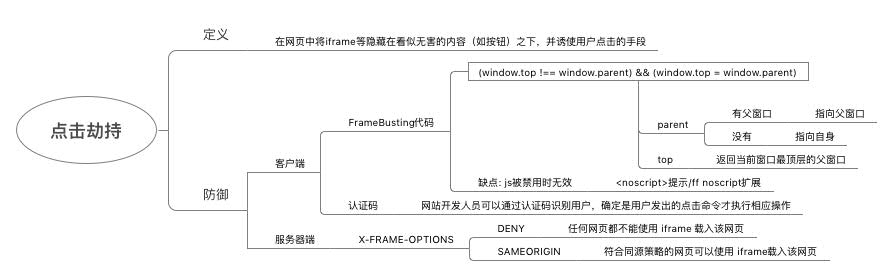 点击劫持
定义
在网页中将iframe等隐藏在看似无害的内容（如按钮）之下，并诱使用户点击的手段
防御
客户端
FrameBusting代码
(window.top !== window.parent) && (window.top = window.parent)
parent
有父窗口 指向父窗口
没有 指向自身
top 返回当前窗口最顶层的父窗口
缺点: js被禁用时无效 <noscript>提示/ff noscript扩展
认证码 网站开发人员可以通过认证码识别用户，确定是用户发出的点击命令才执行相应操作
服务器端 X-FRAME-OPTIONS
DENY 任何网页都不能使用 iframe 载入该网页
SAMEORIGIN 符合同源策略的网页可以使用 iframe载入该网页